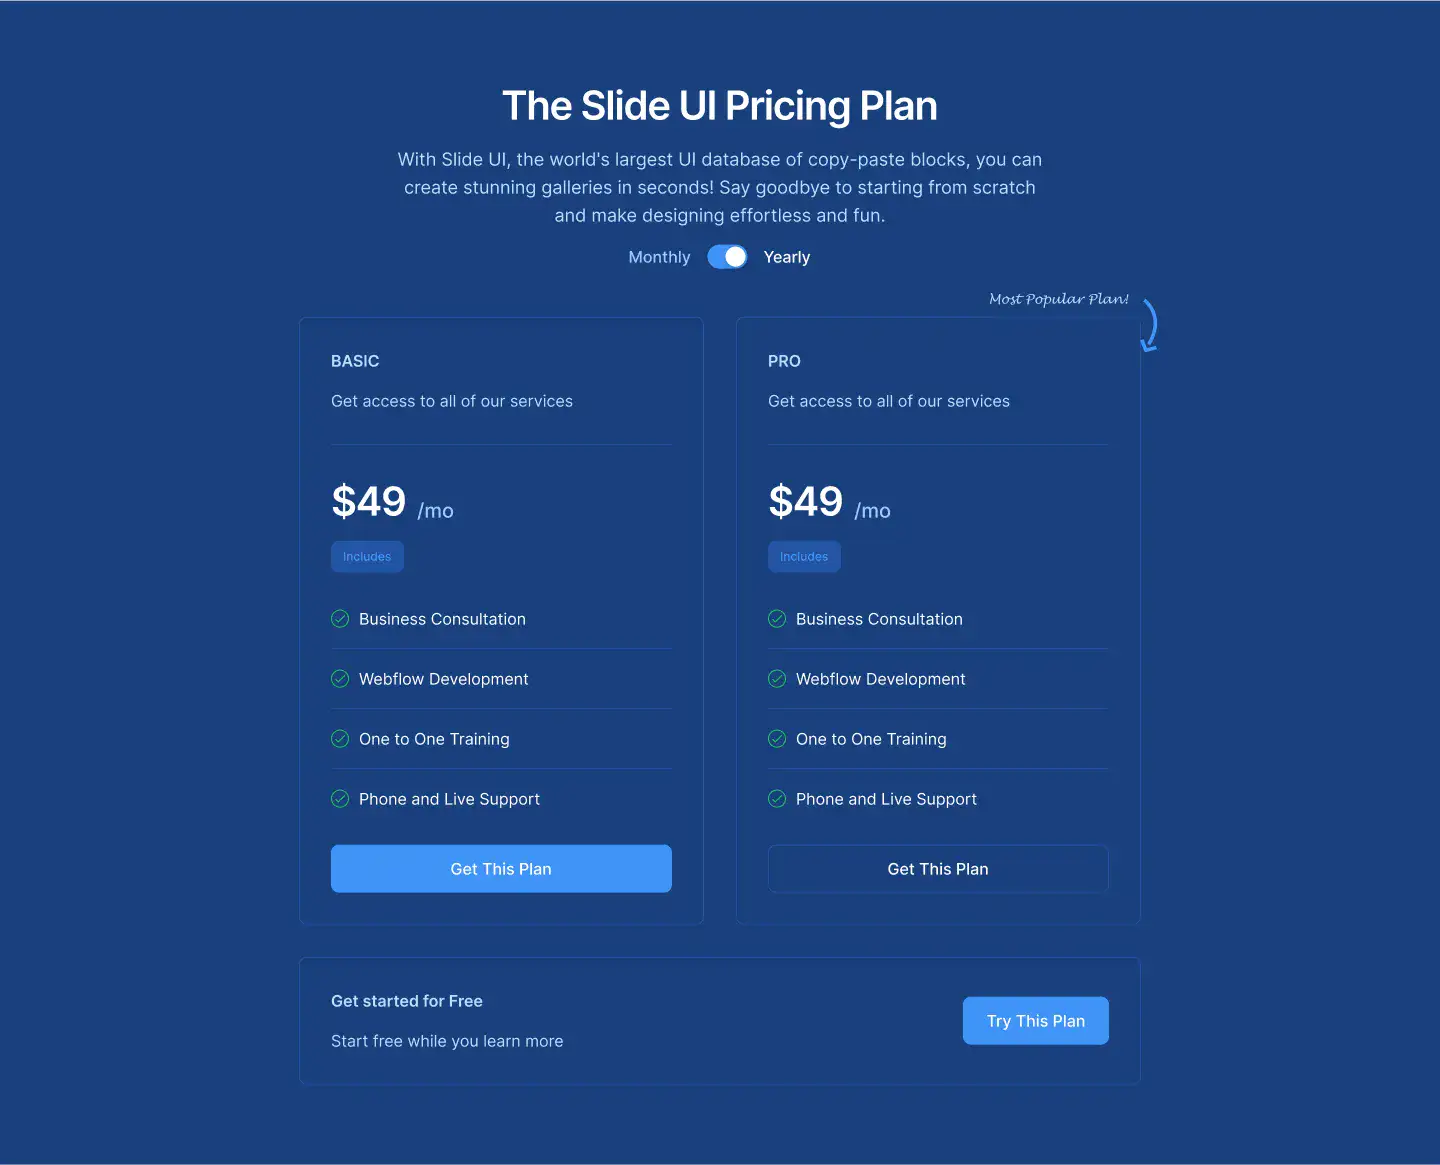 The Slide UI Pricing Plan
With Slide UI, the world's largest UI database of copy-paste blocks, you can
create stunning galleries in seconds! Say goodbye to starting from scratch
and make designing effortless and fun.
Monthly Yearly
Most Popular Plan!
BASIC
Get access to all of our services
$49 /mo
Includes
Business Consultation
Webflow Development
One to One Training
Phone and Live Support
Get This Plan
PRO
Get access to all of our services
$49 /mo
Includes
Business Consultation
Webflow Development
One to One Training
Phone and Live Support
Get This Plan
Get started for Free
Start free while you learn more
Try This Plan